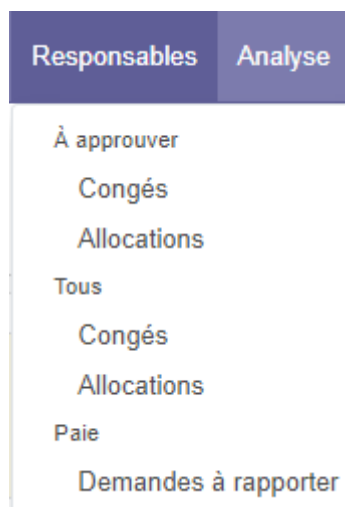 Responsables Analyse
À approuver
Congés
Allocations
Tous
Congés
Allocations
Paie
Demandes à rapporter